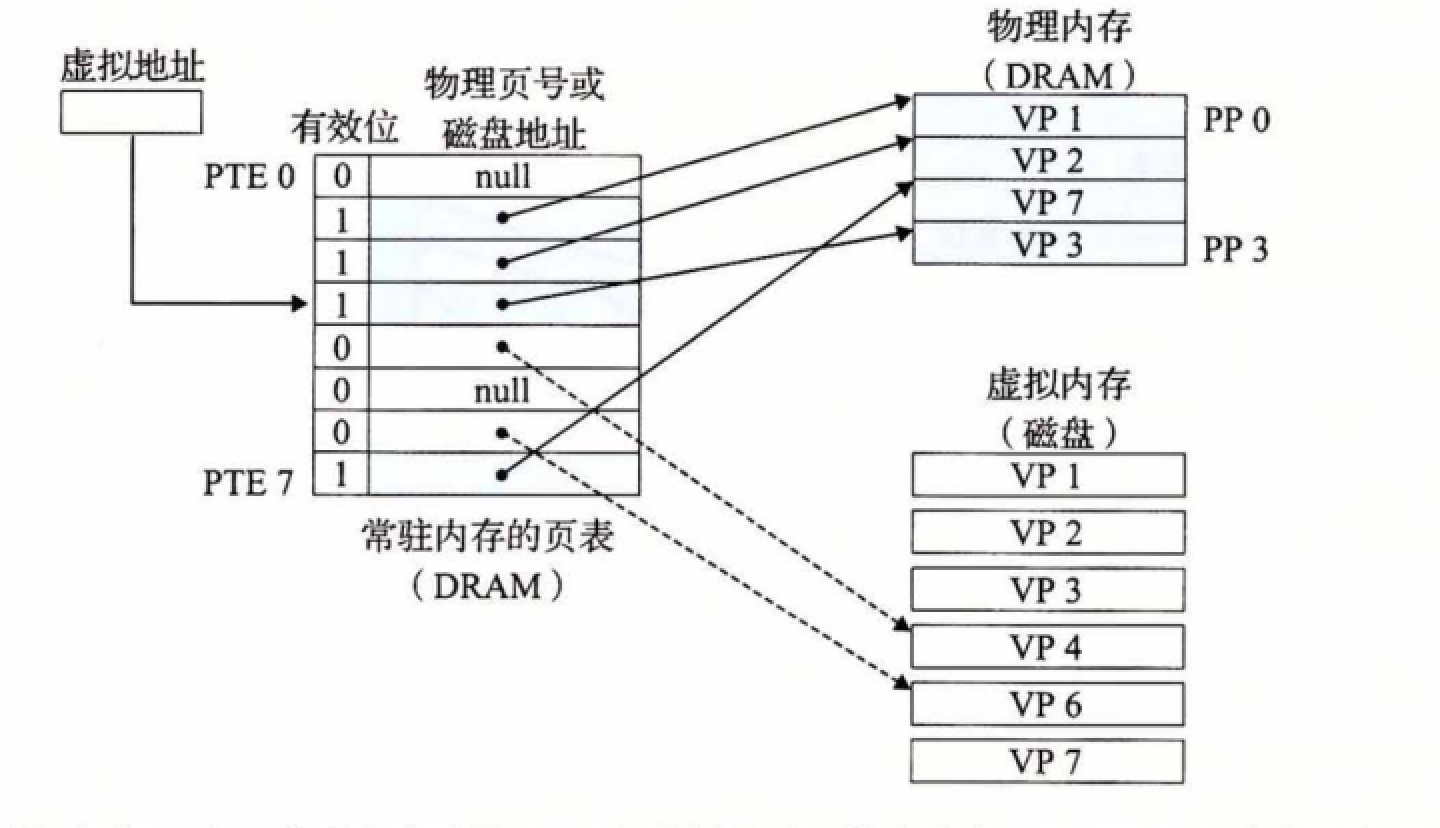 虚拟地址
有效位
物理页号或
磁盘地址
PTE 0
0
null
1
1
1
0
0
null
0
PTE 7
1
常驻内存的页表
（DRAM）
物理内存
（DRAM）
VP 1
PP 0
VP 2
VP 7
VP 3
PP 3
虚拟内存
（磁盘）
VP 1
VP 2
VP 3
VP 4
VP 6
VP 7